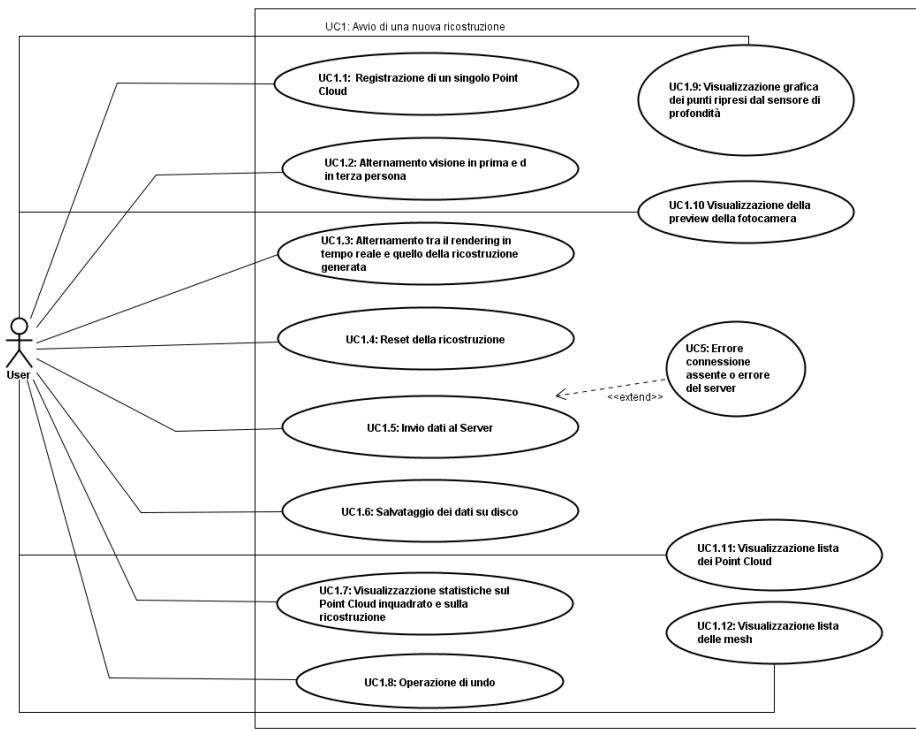 UC1: Avvio di una nuova ricostruzione
UC1.1: Registrazione di un singolo Point
Cloud
UC1.9: Visualizzazione grafica
dei punti ripresi dal sensore di
profondità
UC1.2: Alternamento visione in prima e d
in terza persona
UC1.10 Visualizzazione della
preview della fotocamera
UC1.3: Alternamento tra il rendering in
tempo reale e quello della ricostruzione
generata
UC1.4: Reset della ricostruzione
UC5: Errore
connessione
assente o errore
del server
User
<<extend>>
UC1.5: Invio dati al Server
UC1.6: Salvataggio dei dati su disco
UC1.11: Visualizzazione lista
dei Point Cloud
UC1.7: Visualizzazzione statistiche sul
Point Cloud inquadrato e sulla
ricostruzione
UC1.12: Visualizzazione lista
delle mesh
UC1.8: Operazione di undo